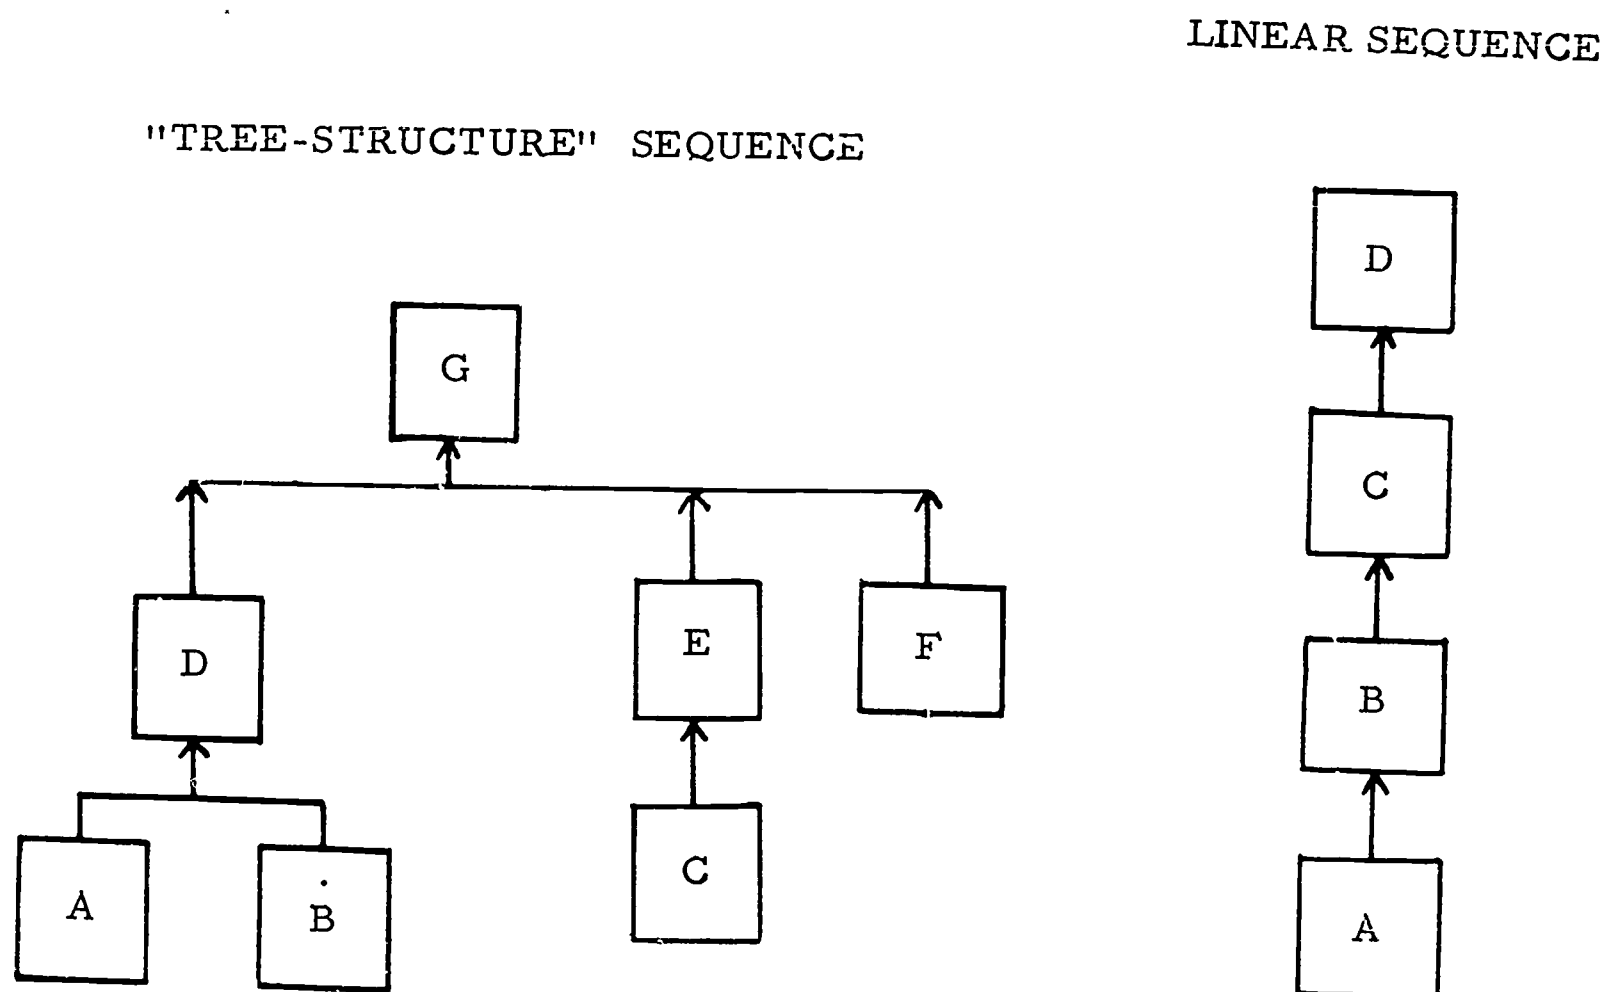 LINEAR SEQUENCE
"TREE-STRUCTURE" SEQUENCE
G
D
E
F
A
B
C
D
C
B
A